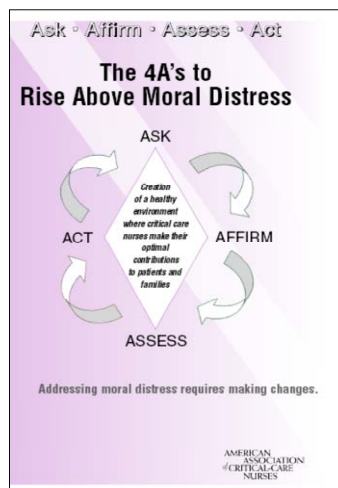 Ask • Affirm • Assess • Act
The 4A's to
Rise Above Moral Distress
ASK
Creation
of a healthy
environment
where critical care
nurses make their
optimal
contributions
to patients and
families
ACT
AFFIRM
ASSESS
Addressing moral distress requires making changes.
AMERICAN
ASSOCIATION
of CRITICAL-CARE
NURSES